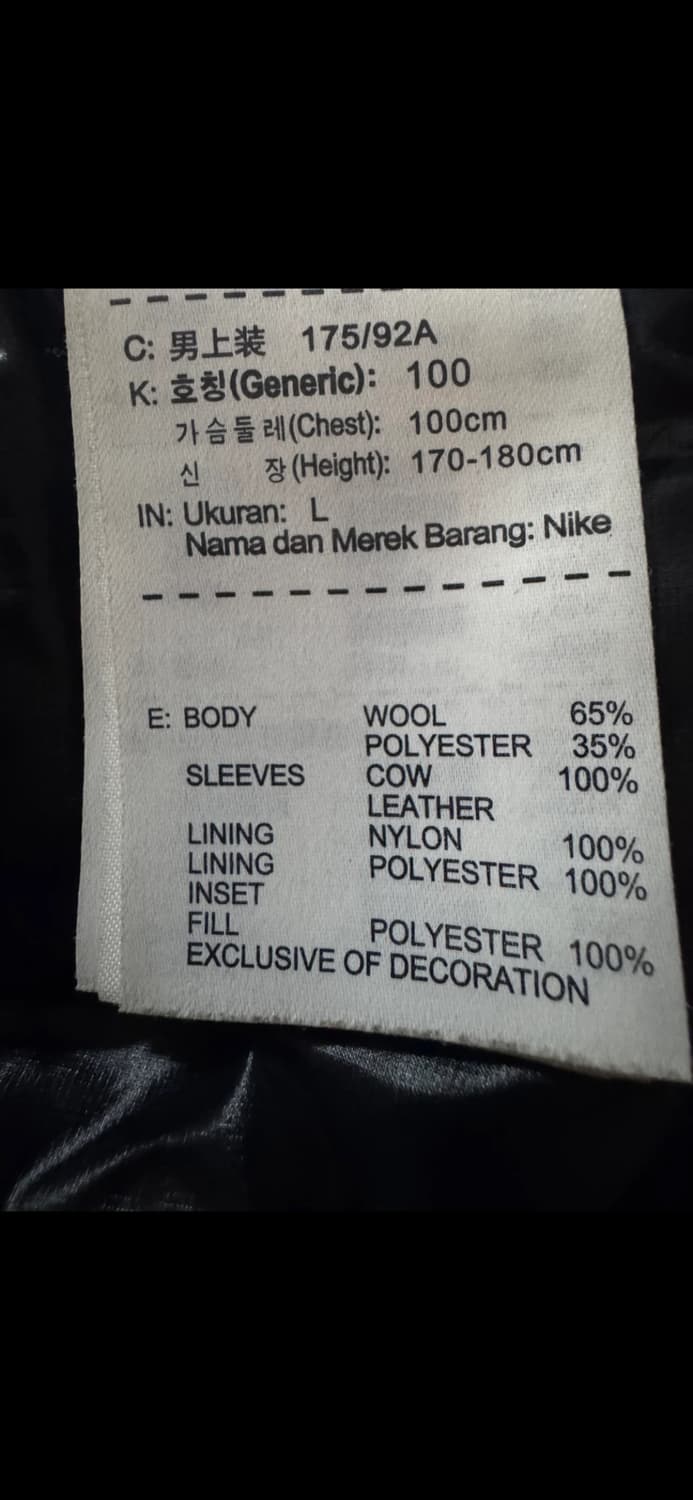 C: 男上装 175/92A
K: 호칭(Generic): 100
가슴둘레(Chest): 100cm
신 장(Height): 170-180cm
IN: Ukuran: L
Nama dan Merek Barang: Nike
E: BODY WOOL 65%
POLYESTER 35%
SLEEVES COW 100%
LEATHER
LINING NYLON 100%
LINING POLYESTER 100%
INSET
FILL POLYESTER 100%
EXCLUSIVE OF DECORATION